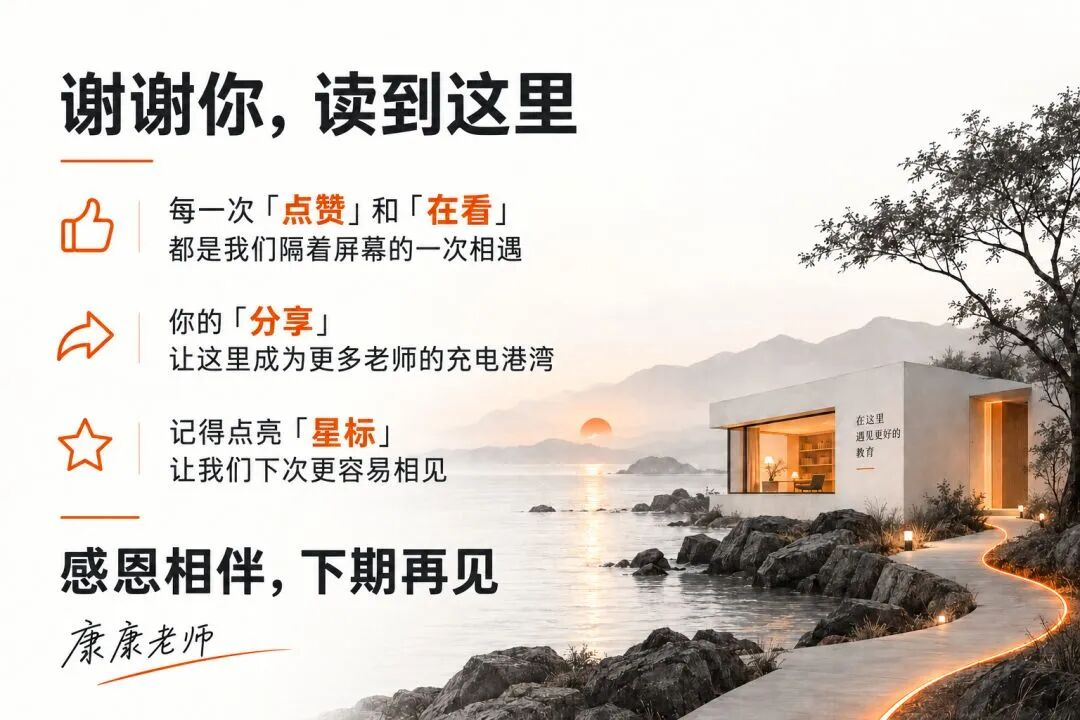 谢谢你，读到这里
每一次「点赞」和「在看」
都是我们隔着屏幕的一次相遇
你的「分享」
让这里成为更多老师的充电港湾
记得点亮「星标」
让我们下次更容易相见
在这里
遇见更好的
教育
感恩相伴，下期再见
康康老师